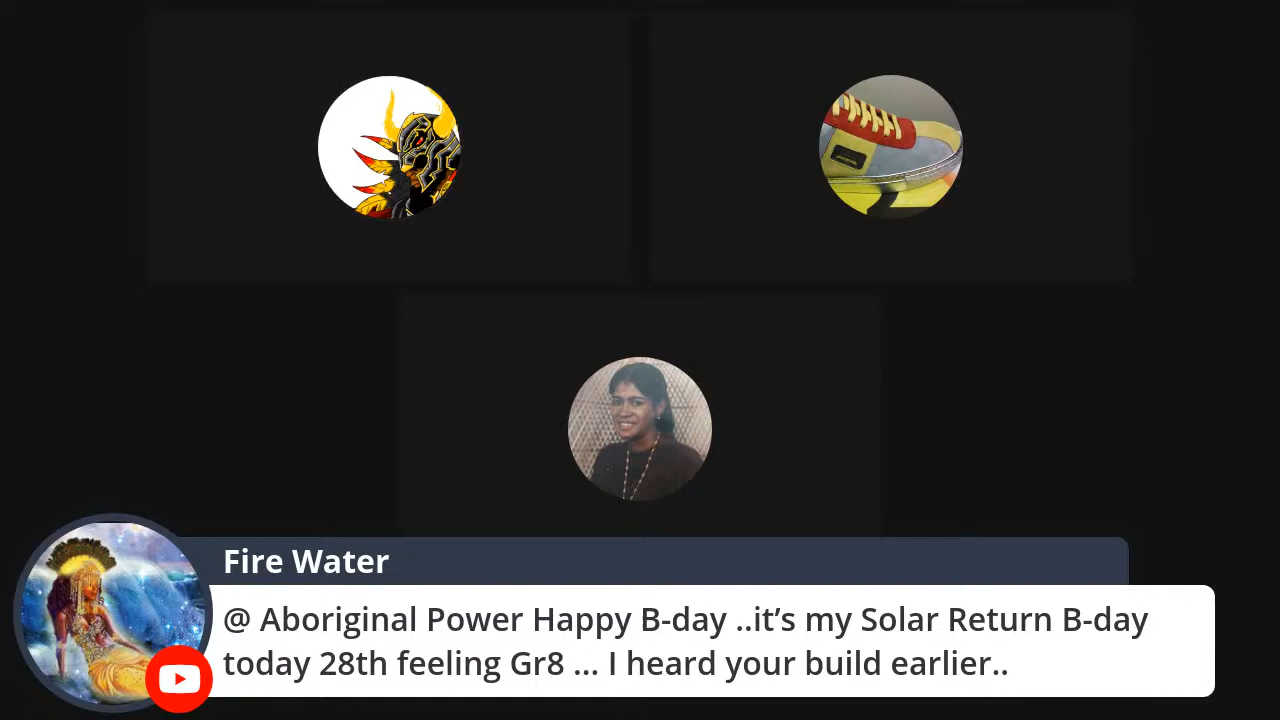 Fire Water
@ Aboriginal Power Happy B-day ..it’s my Solar Return B-day
today 28th feeling Gr8 ... I heard your build earlier..